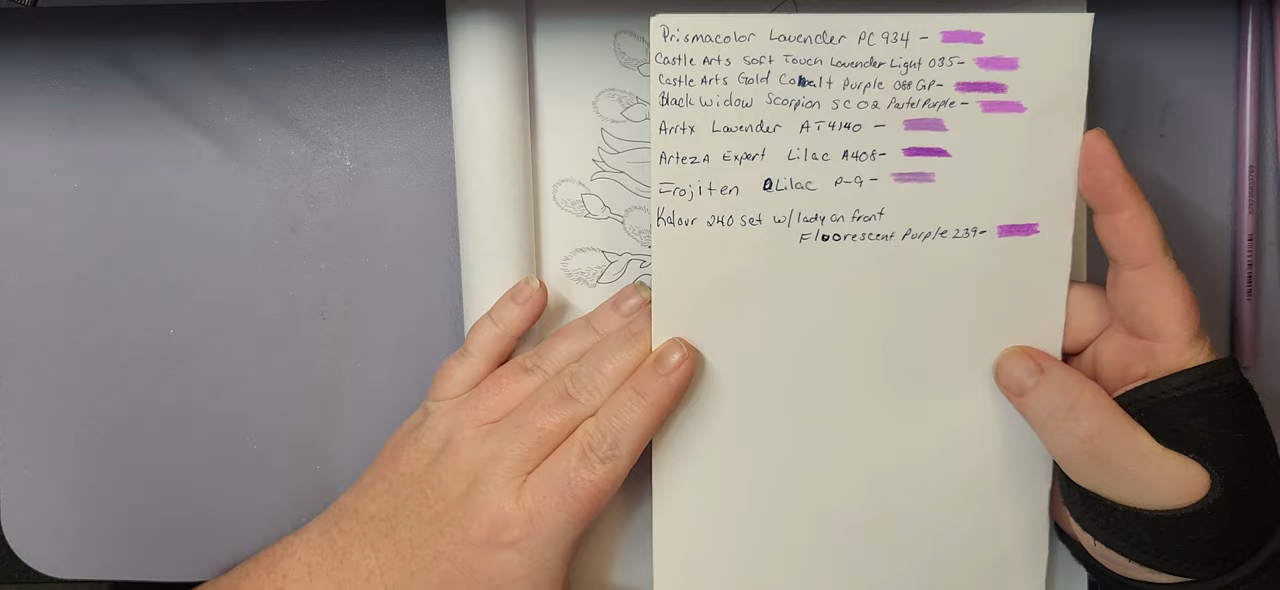 Prismacolor Lavender PC 934 -
Castle Arts Soft Touch Lavender Light 035-
Castle Arts Gold Cobalt Purple 088 GP-
Black Widow Scorpion SC02 Pastel Purple -
Arrtx Lavender AT4140 -
ArtezA Expert Lilac A408-
Irojiten Lilac P-9 -
Kalour 240 set w/lady on front
Fluorescent Purple 239-